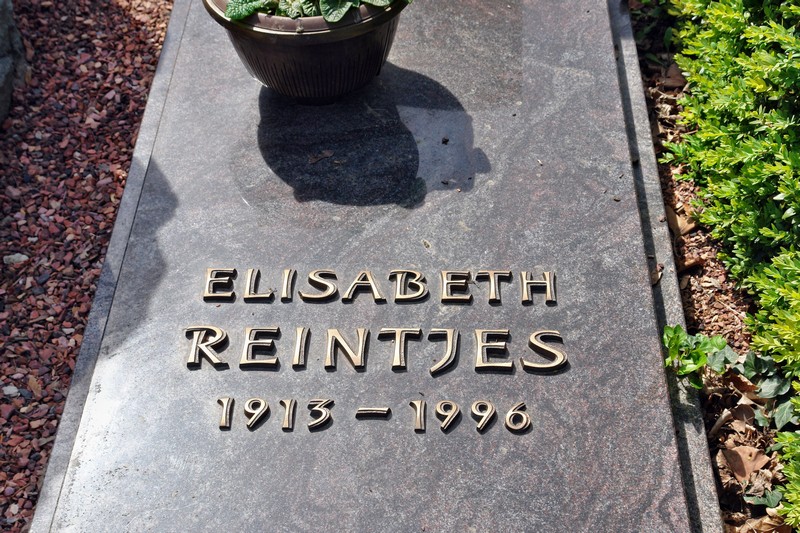 ELISABETH
REINTJES
1913 – 1996